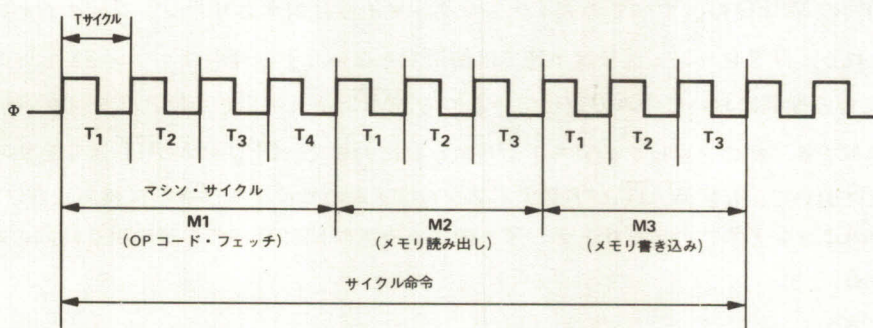 Tサイクル
Φ
T1 T2 T3 T4 T1 T2 T3 T1 T2 T3
マシン・サイクル
M1 M2 M3
(OPコード・フェッチ) (メモリ読み出し) (メモリ書き込み)
サイクル命令